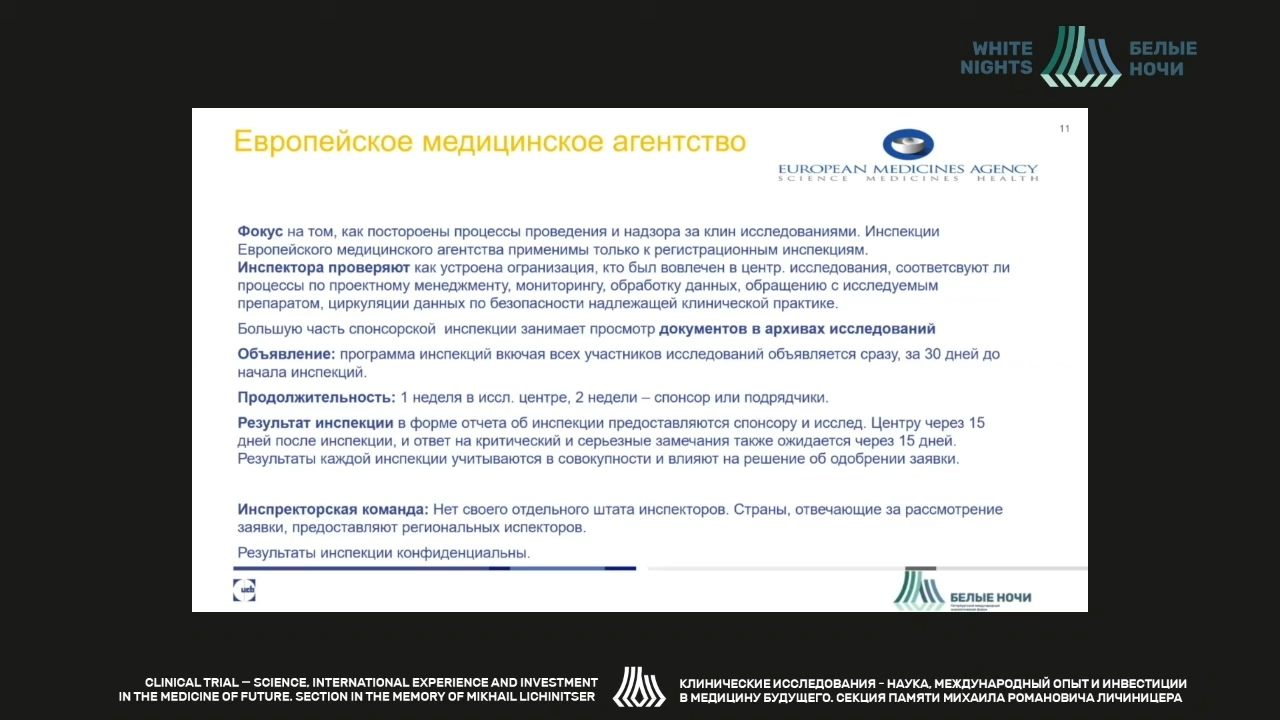 WHITE
NIGHTS
БЕЛЫЕ
НОЧИ
11
Европейское медицинское агентство
EUROPEAN MEDICINES AGENCY
SCIENCE MEDICINES HEALTH
Фокус на том, как постороены процессы проведения и надзора за клин исследованиями. Инспекции
Европейского медицинского агентства применимы только к регистрационным инспекциям.
Инспектора проверяют как устроена огранизация, кто был вовлечен в центр. исследования, соответсвуют ли
процессы по проектному менеджменту, мониторингу, обработку данных, обращению с исследуемым
препаратом, циркуляции данных по безопасности надлежащей клинической практике.
Большую часть спонсорской инспекции занимает просмотр документов в архивах исследований
Объявление: программа инспекций вкючая всех участников исследований объявляется сразу, за 30 дней до
начала инспекций.
Продолжительность: 1 неделя в иссл. центре, 2 недели – спонсор или подрядчики.
Результат инспекции в форме отчета об инспекции предоставляются спонсору и исслед. Центру через 15
дней после инспекции, и ответ на критический и серьезные замечания также ожидается через 15 дней.
Результаты каждой инспекции учитываются в совокупности и влияют на решение об одобрении заявки.
Инспректорская команда: Нет своего отдельного штата инспекторов. Страны, отвечающие за рассмотрение
заявки, предоставляют региональных испекторов.
Результаты инспекции конфиденциальны.
ucb
БЕЛЫЕ НОЧИ
CLINICAL TRIAL – SCIENCE, INTERNATIONAL EXPERIENCE AND INVESTMENT
IN THE MEDICINE OF FUTURE. SECTION IN THE MEMORY OF MIKHAIL LICHINITSER
КЛИНИЧЕСКИЕ ИССЛЕДОВАНИЯ - НАУКА, МЕЖДУНАРОДНЫЙ ОПЫТ И ИНВЕСТИЦИИ
В МЕДИЦИНУ БУДУЩЕГО. СЕКЦИЯ ПАМЯТИ МИХАИЛА РОМАНОВИЧА ЛИЧИНИЦЕРА